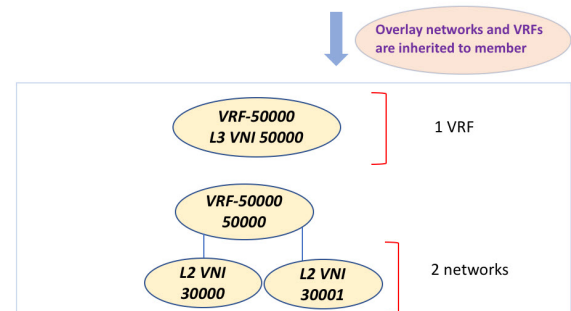 Overlay networks and VRFs
are inherited to member
VRF-50000
L3 VNI 50000
1 VRF
VRF-50000
50000
L2 VNI
30000
L2 VNI
30001
2 networks